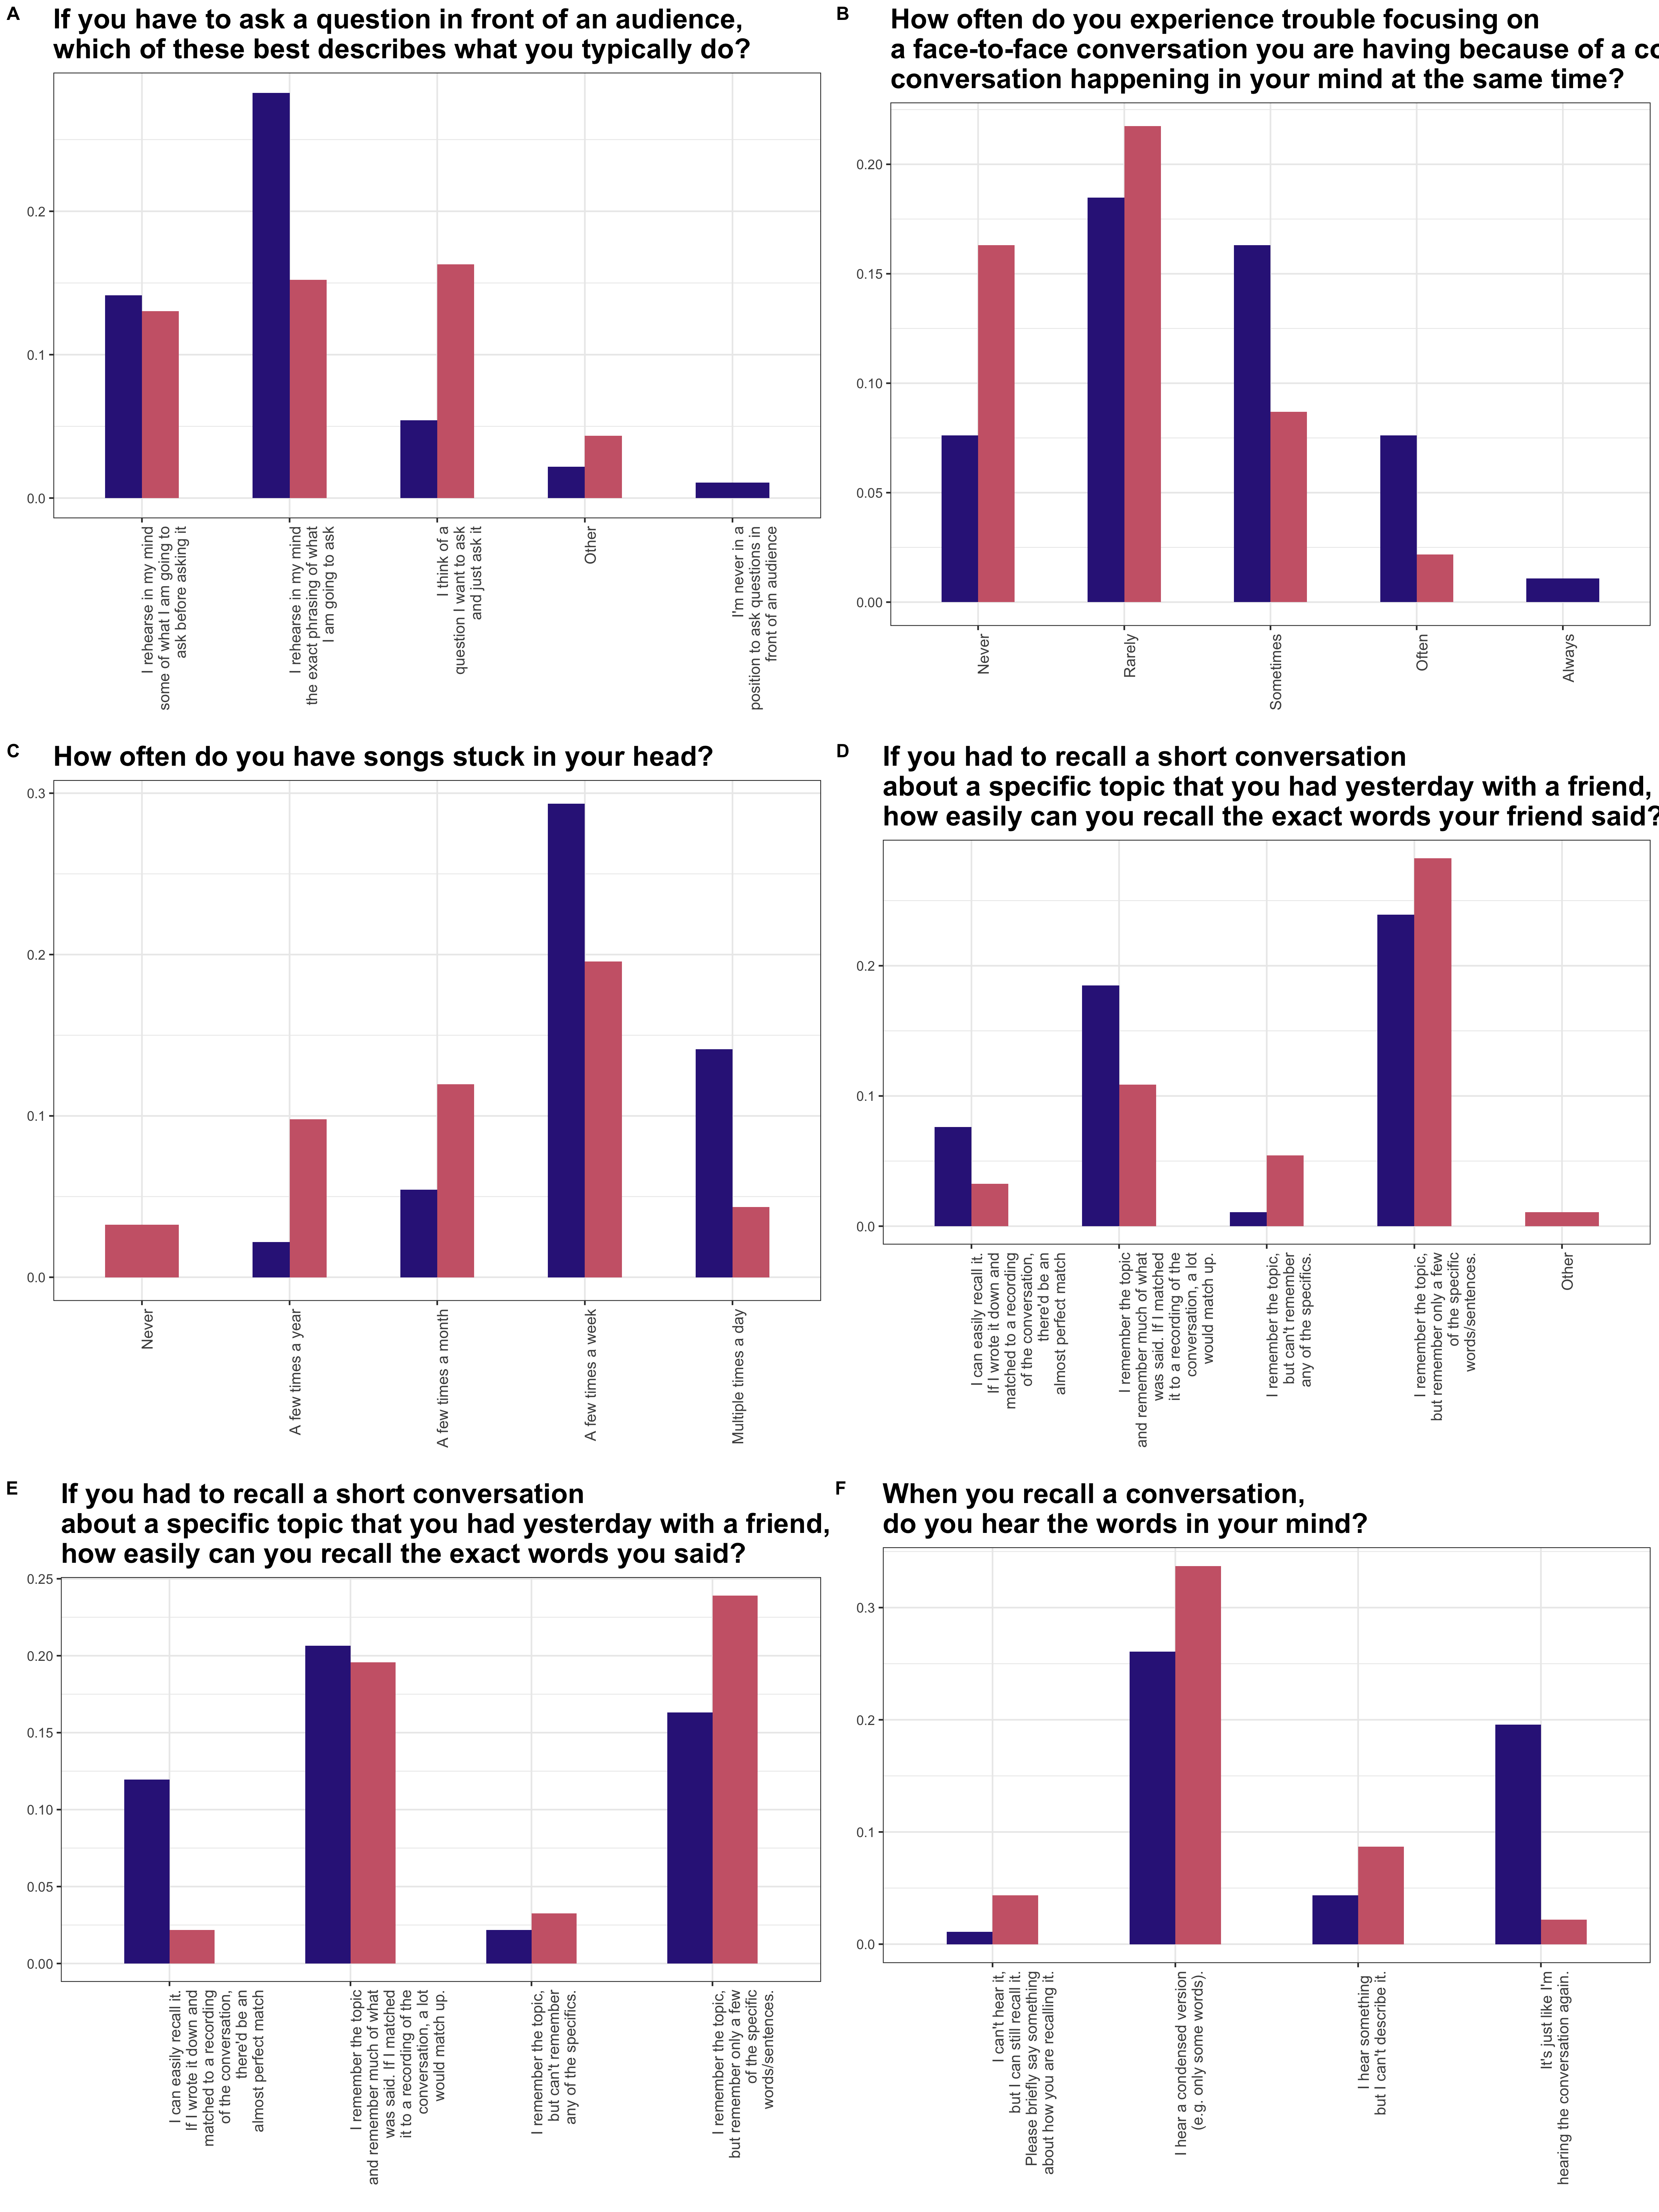 A
If you have to ask a question in front of an audience,
which of these best describes what you typically do?
0.2
0.1
0.0
I rehearse in my mind
some of what I am going to
ask before asking it
I rehearse in my mind
the exact phrasing of what
I am going to ask
I think of a
question I want to ask
and just ask it
Other
I'm never in a
position to ask questions in
front of an audience
B
How often do you experience trouble focusing on
a face-to-face conversation you are having because of a
conversation happening in your mind at the same time?
0.20
0.15
0.10
0.05
0.00
Never
Rarely
Sometimes
Often
Always
C
How often do you have songs stuck in your head?
0.3
0.2
0.1
0.0
Never
A few times a year
A few times a month
A few times a week
Multiple times a day
D
If you had to recall a short conversation
about a specific topic that you had yesterday with a friend,
how easily can you recall the exact words your friend said?
0.2
0.1
0.0
I can easily recall it.
If I wrote it down and
matched to a recording
of the conversation,
there'd be an
almost perfect match
I remember the topic
and remember much of what
was said. If I matched
it to a recording of the
conversation, a lot
would match up.
I remember the topic,
but can't remember
any of the specifics.
I remember the topic,
but remember only a few
of the specific
words/sentences.
Other
E
If you had to recall a short conversation
about a specific topic that you had yesterday with a friend,
how easily can you recall the exact words you said?
0.25
0.20
0.15
0.10
0.05
0.00
I can easily recall it.
If I wrote it down and
matched to a recording
of the conversation,
there'd be an
almost perfect match
I remember the topic
and remember much of what
was said. If I matched
it to a recording of the
conversation, a lot
would match up.
I remember the topic,
but can't remember
any of the specifics.
I remember the topic,
but remember only a few
of the specific
words/sentences.
F
When you recall a conversation,
do you hear the words in your mind?
0.3
0.2
0.1
0.0
I can't hear it,
but I can still recall it.
Please briefly say something
about how you are recalling it.
I hear a condensed version
(e.g. only some words).
I hear something
but I can't describe it.
It's just like I'm
hearing the conversation again.